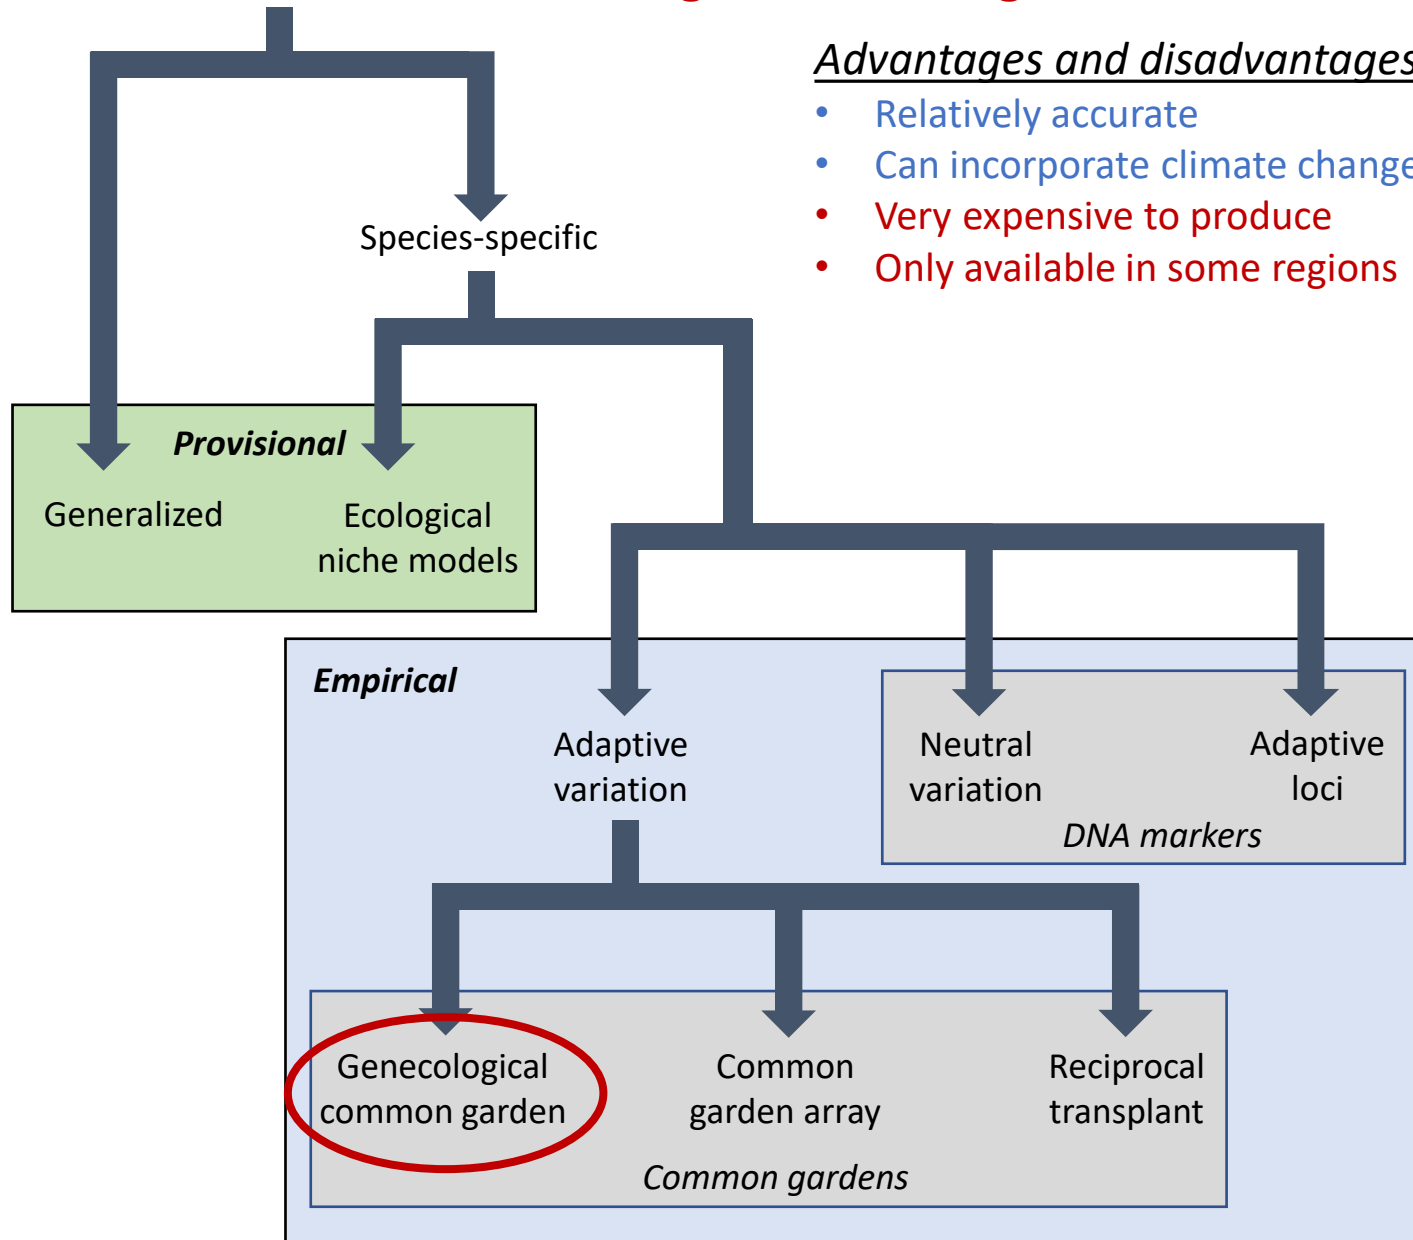 Advantages and disadvantages
• Relatively accurate
• Can incorporate climate change
• Very expensive to produce
• Only available in some regions
Species-specific
Provisional
Generalized
Ecological
niche models
Empirical
Adaptive
variation
Neutral
variation
Adaptive
loci
DNA markers
Genecological
common garden
Common
garden array
Reciprocal
transplant
Common gardens